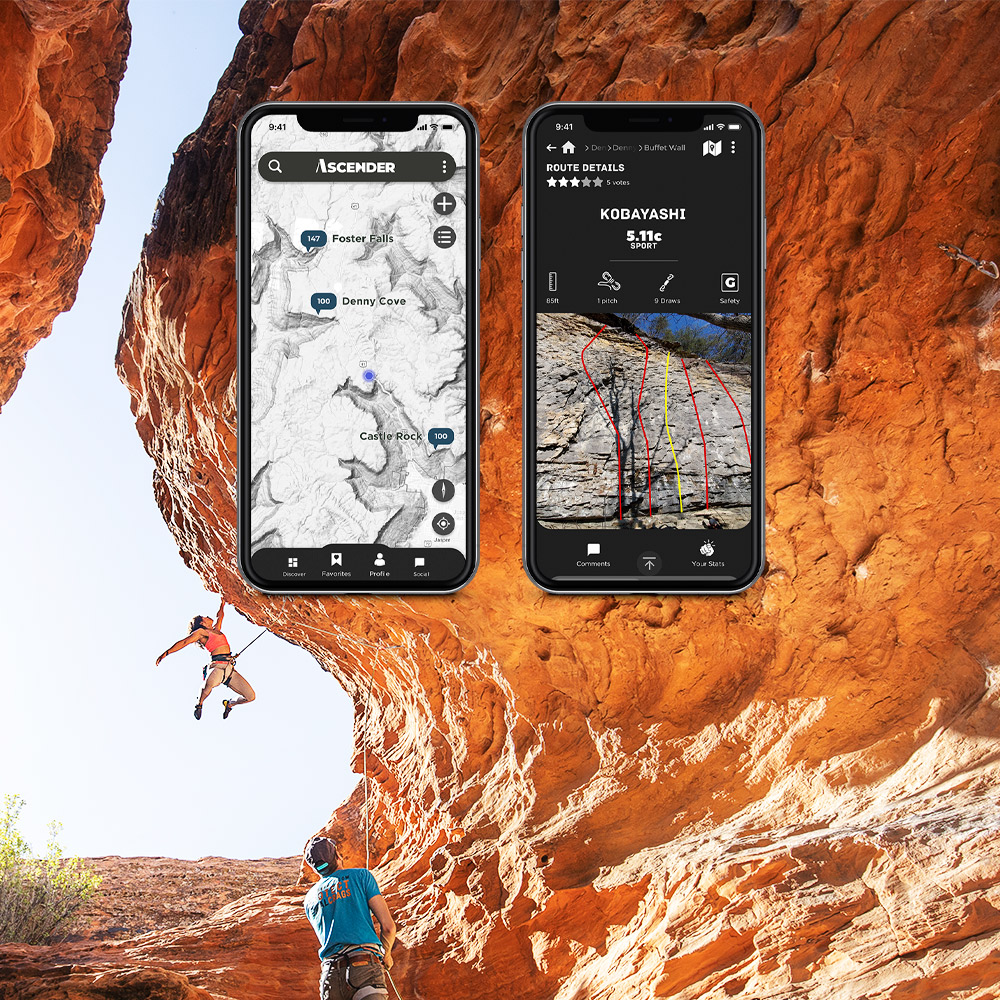 9:41
ASCENDER
147 Foster Falls
100 Denny Cove
Castle Rock 100
Jasper
Discover Favorites Profile Social
9:41
Den Denn Buffet Wall
ROUTE DETAILS
5 votes
KOBAYASHI
5.11c
SPORT
G
85ft 1 pitch 9 Draws Safety
Comments Your Stats